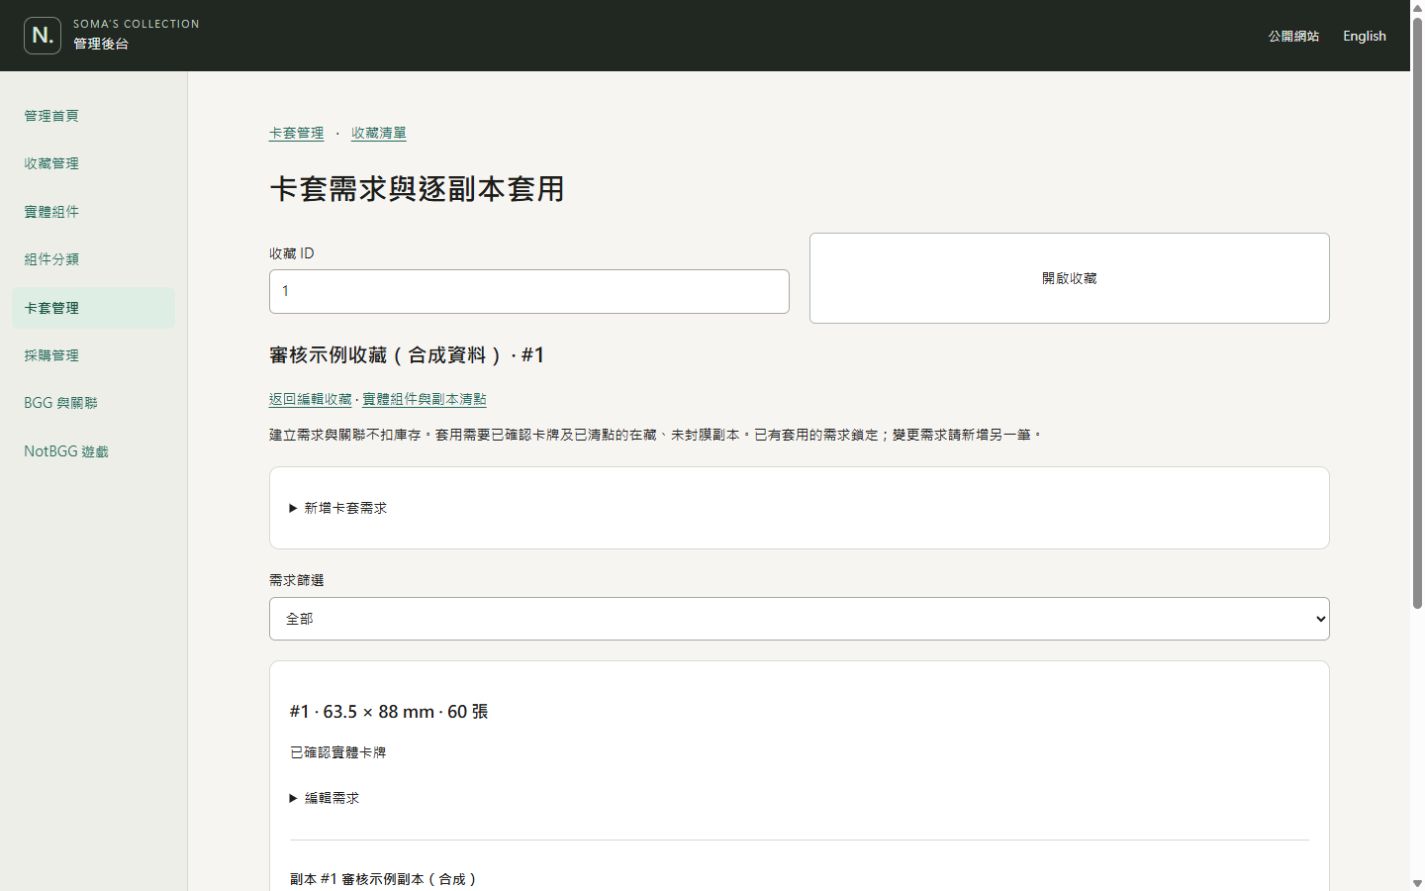 N.
SOMA'S COLLECTION
管理後台
公開網站
English
管理首頁
收藏管理
實體組件
組件分類
卡套管理
採購管理
BGG 與關聯
NotBGG 遊戲
卡套管理 · 收藏清單
卡套需求與逐副本套用
收藏 ID
1
開啟收藏
審核示例收藏（合成資料） · #1
返回編輯收藏 · 實體組件與副本清點
建立需求與關聯不扣庫存。套用需要已確認卡牌及已清點的在藏、未封膜副本。已有套用的需求鎖定；變更需求請新增另一筆。
▶ 新增卡套需求
需求篩選
全部
#1 · 63.5 × 88 mm · 60 張
已確認實體卡牌
▶ 編輯需求
副本 #1 審核示例副本（合成）